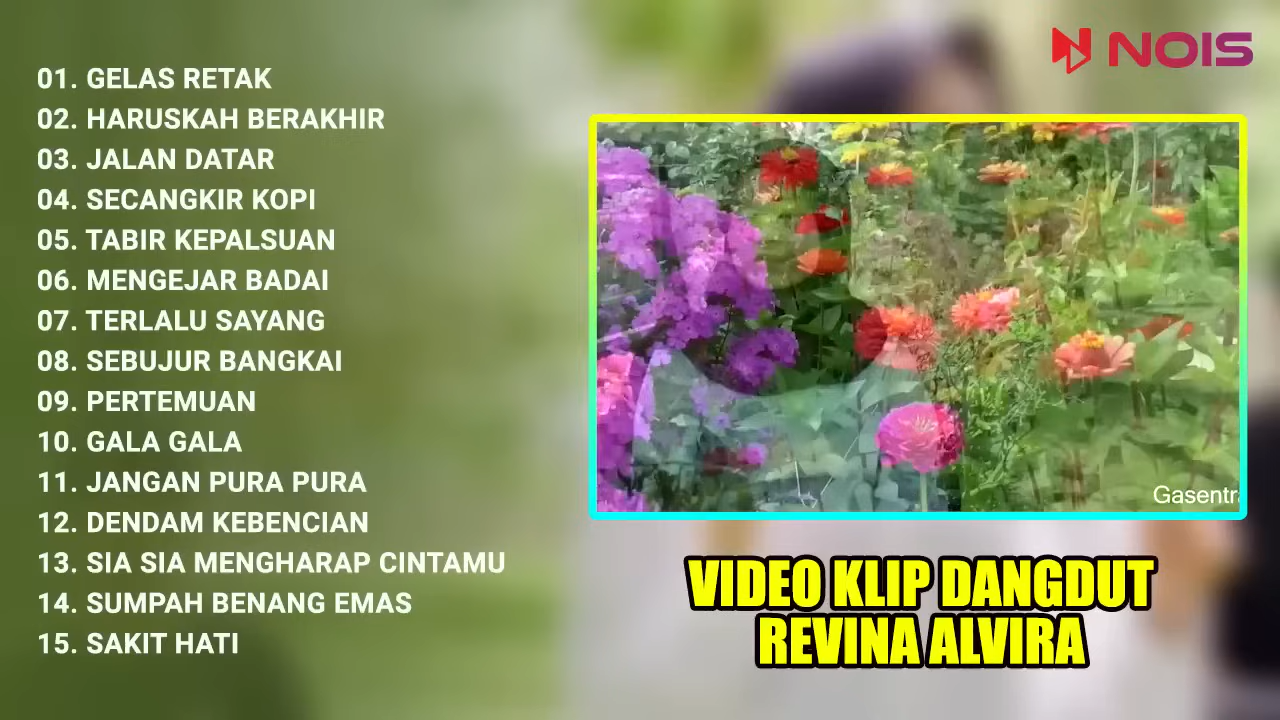 01. GELAS RETAK
02. HARUSKAH BERAKHIR
03. JALAN DATAR
04. SECANGKIR KOPI
05. TABIR KEPALSUAN
06. MENGEJAR BADAI
07. TERLALU SAYANG
08. SEBUJUR BANGKAI
09. PERTEMUAN
10. GALA GALA
11. JANGAN PURA PURA
12. DENDAM KEBENCIAN
13. SIA SIA MENGHARAP CINTAMU
14. SUMPAH BENANG EMAS
15. SAKIT HATI
NOIS
Gasentra
VIDEO KLIP DANGDUT
REVINA ALVIRA